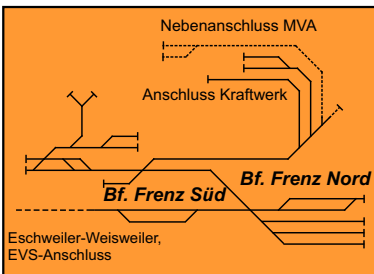 Nebenanschluss MVA
Anschluss Kraftwerk
Bf. Frenz Nord
Bf. Frenz Süd
Eschweiler-Weisweiler,
EVS-Anschluss